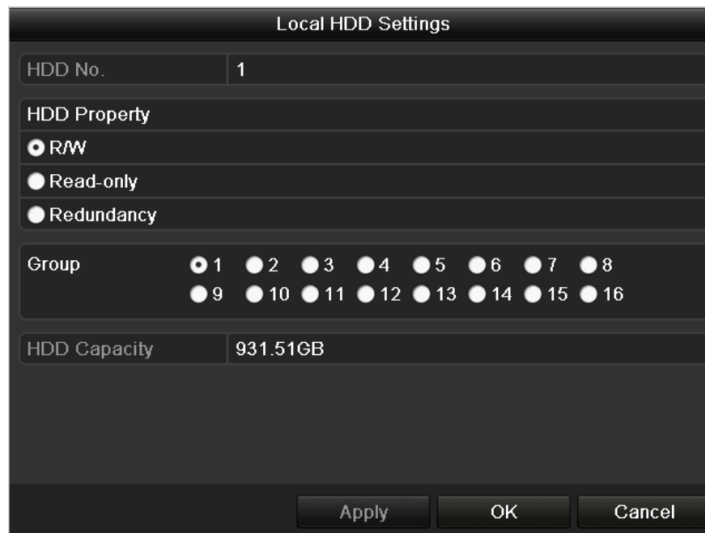 Local HDD Settings
HDD No. 1
HDD Property
R/W
Read-only
Redundancy
Group 1 2 3 4 5 6 7 8
9 10 11 12 13 14 15 16
HDD Capacity 931.51GB
Apply OK Cancel